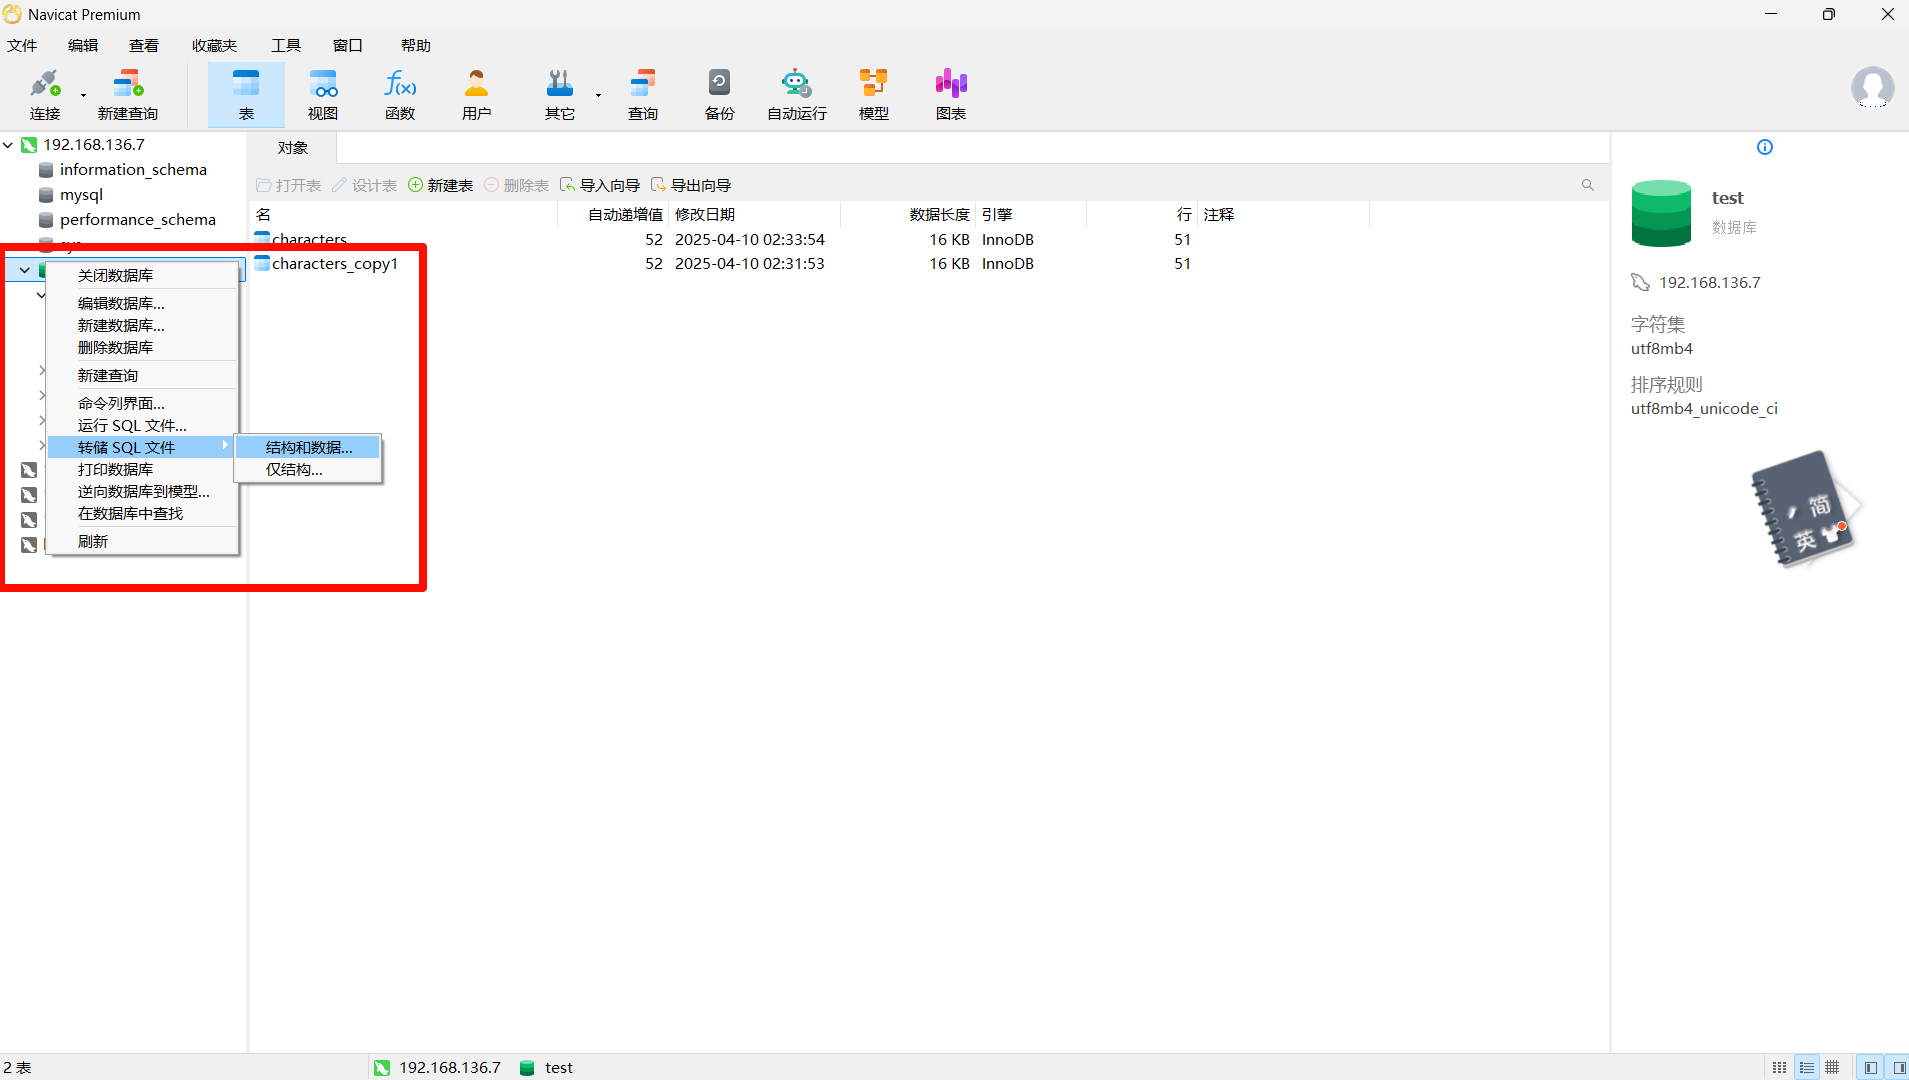 Navicat Premium
文件 编辑 查看 收藏夹 工具 窗口 帮助
连接 新建查询 表 视图 函数 用户 其它 查询 备份 自动运行 模型 图表
192.168.136.7
information_schema
mysql
performance_schema
关闭数据库
编辑数据库...
新建数据库...
删除数据库
新建查询
命令列界面...
运行 SQL 文件...
转储 SQL 文件
打印数据库
逆向数据库到模型...
在数据库中查找
刷新
结构和数据...
仅结构...
对象
打开表 设计表 新建表 删除表 导入向导 导出向导
名 自动递增值 修改日期 数据长度 引擎 行 注释
characters 52 2025-04-10 02:33:54 16 KB InnoDB 51
characters_copy1 52 2025-04-10 02:31:53 16 KB InnoDB 51
test
数据库
192.168.136.7
字符集
utf8mb4
排序规则
utf8mb4_unicode_ci
简
英
2 表 192.168.136.7 test